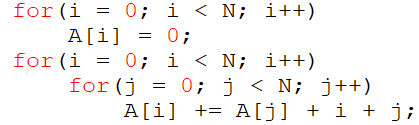 for(i = 0; i < N; i++)
    A[i] = 0;
for(i = 0; i < N; i++)
    for(j = 0; j < N; j++)
        A[i] += A[j] + i + j;